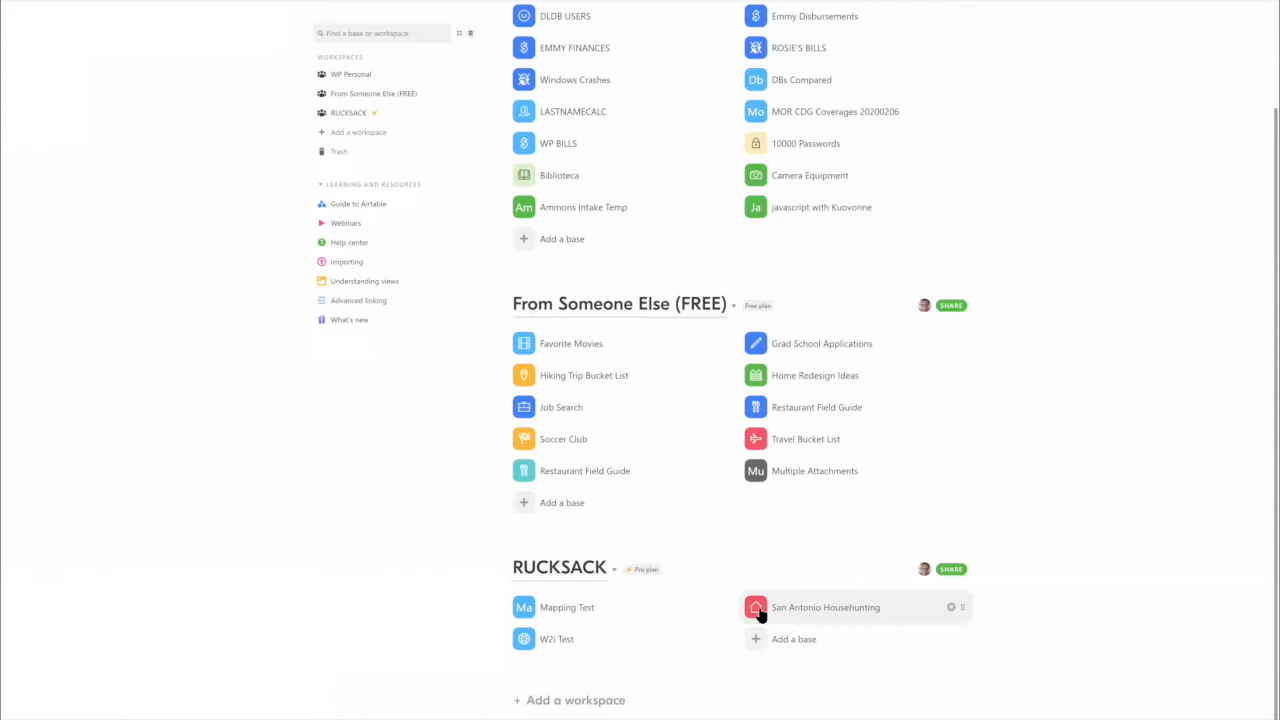 Find a base or workspace
WORKSPACES
WP Personal
From Someone Else (FREE)
RUCKSACK
Add a workspace
Trash
LEARNING AND RESOURCES
Guide to Airtable
Webinars
Help center
Importing
Understanding views
Advanced linking
What's new
DLDB USERS
Emmy Disbursements
EMMY FINANCES
ROSIE'S BILLS
Windows Crashes
Db DBs Compared
LASTNAMECALC
Mo MOR CDG Coverages 20200206
WP BILLS
10000 Passwords
Biblioteca
Camera Equipment
Am Ammons Intake Temp
Ja javascript with Kuovonne
+ Add a base
From Someone Else (FREE) Free plan SHARE
Favorite Movies
Grad School Applications
Hiking Trip Bucket List
Home Redesign Ideas
Job Search
Restaurant Field Guide
Soccer Club
Travel Bucket List
Restaurant Field Guide
Mu Multiple Attachments
+ Add a base
RUCKSACK Pro plan SHARE
Ma Mapping Test
San Antonio Househunting
W2i Test
+ Add a base
+ Add a workspace